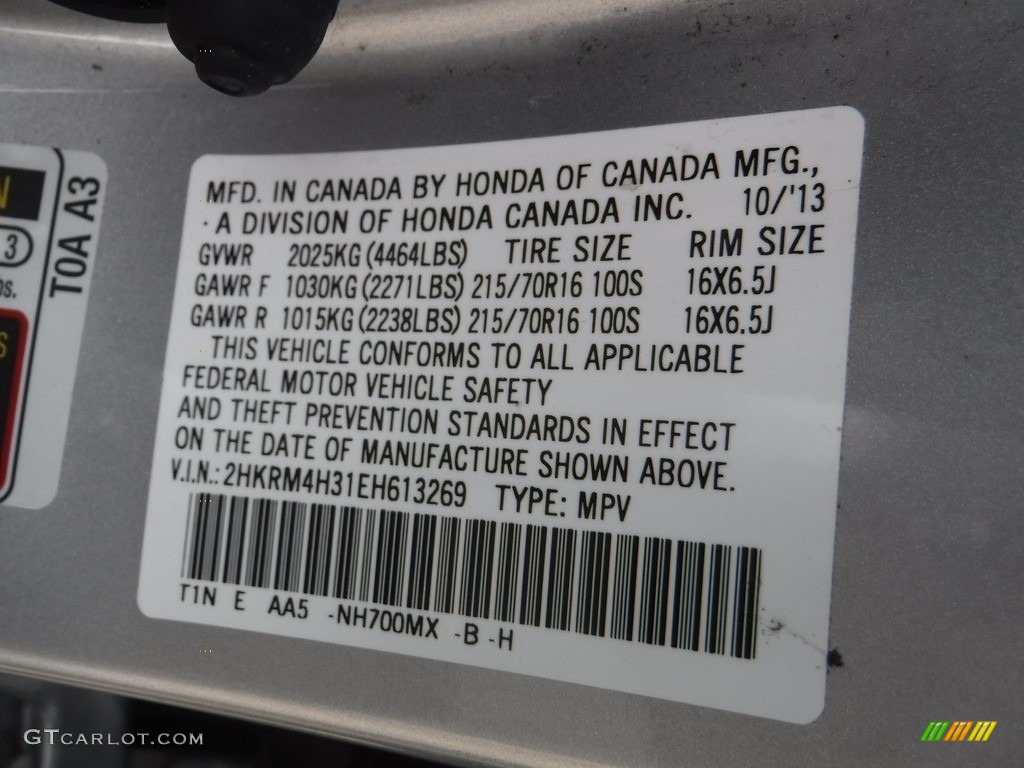 MFD. IN CANADA BY HONDA OF CANADA MFG.,
· A DIVISION OF HONDA CANADA INC. 10/'13
GVWR 2025KG (4464LBS) TIRE SIZE RIM SIZE
GAWR F 1030KG (2271LBS) 215/70R16 100S 16X6.5J
GAWR R 1015KG (2238LBS) 215/70R16 100S 16X6.5J
THIS VEHICLE CONFORMS TO ALL APPLICABLE
FEDERAL MOTOR VEHICLE SAFETY
AND THEFT PREVENTION STANDARDS IN EFFECT
ON THE DATE OF MANUFACTURE SHOWN ABOVE.
V.I.N.: 2HKRM4H31EH613269 TYPE: MPV
T1N E AA5 -NH700MX -B -H
T0A A3
N
3
S
GTCARLOT.COM